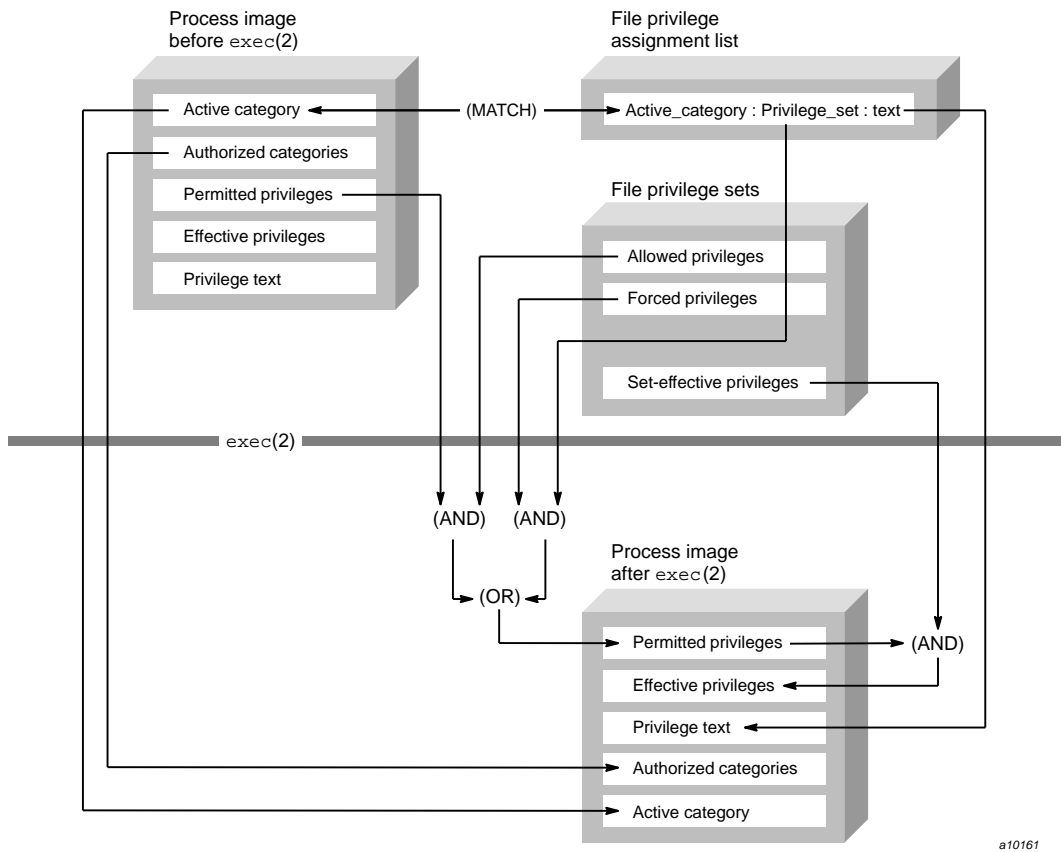 Process image
before exec(2)
File privilege
assignment list
Active category
(MATCH)
Active_category : Privilege_set : text
Authorized categories
Permitted privileges
Effective privileges
Privilege text
File privilege sets
Allowed privileges
Forced privileges
Set-effective privileges
exec(2)
(AND)
(AND)
(OR)
Process image
after exec(2)
Permitted privileges
(AND)
Effective privileges
Privilege text
Authorized categories
Active category
a10161